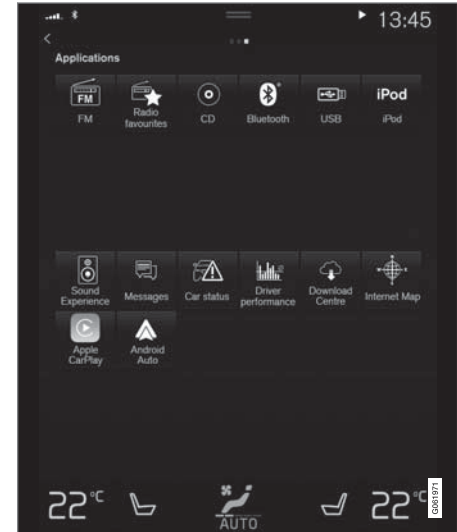 13:45
Applications
FM
iPod
FM
Radio
favourites
CD
Bluetooth
USB
iPod
Sound
Experience
Messages
Car status
Driver
performance
Download
Centre
Internet Map
Apple
CarPlay
Android
Auto
22°C
AUTO
22°C
G061971